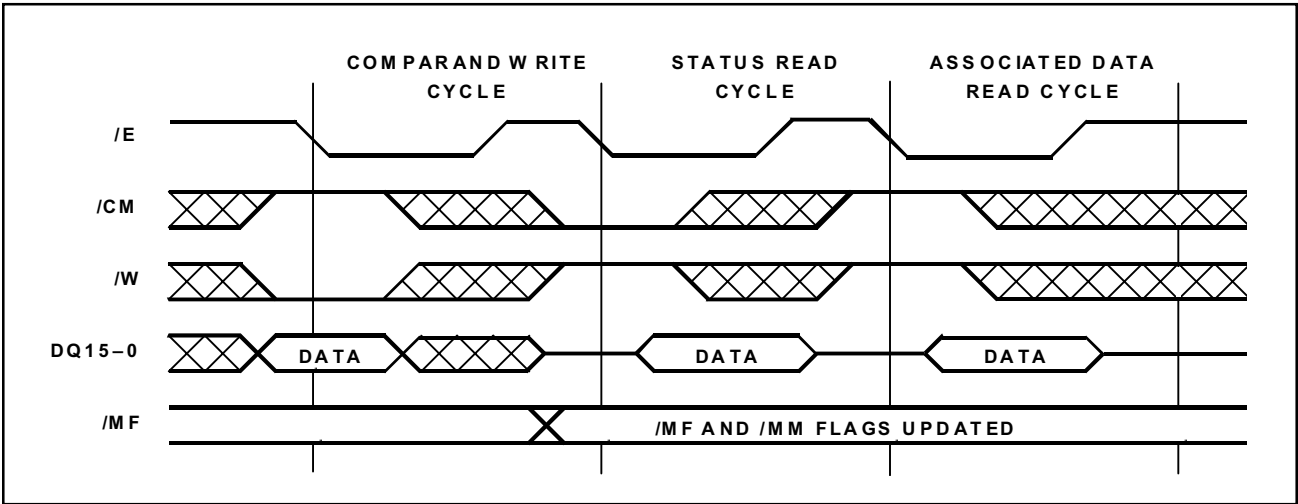 COMPARAND WRITE CYCLE
STATUS READ CYCLE
ASSOCIATED DATA READ CYCLE
/E
/CM
/W
DQ15–0
DATA
DATA
DATA
/MF
/MF AND /MM FLAGS UPDATED